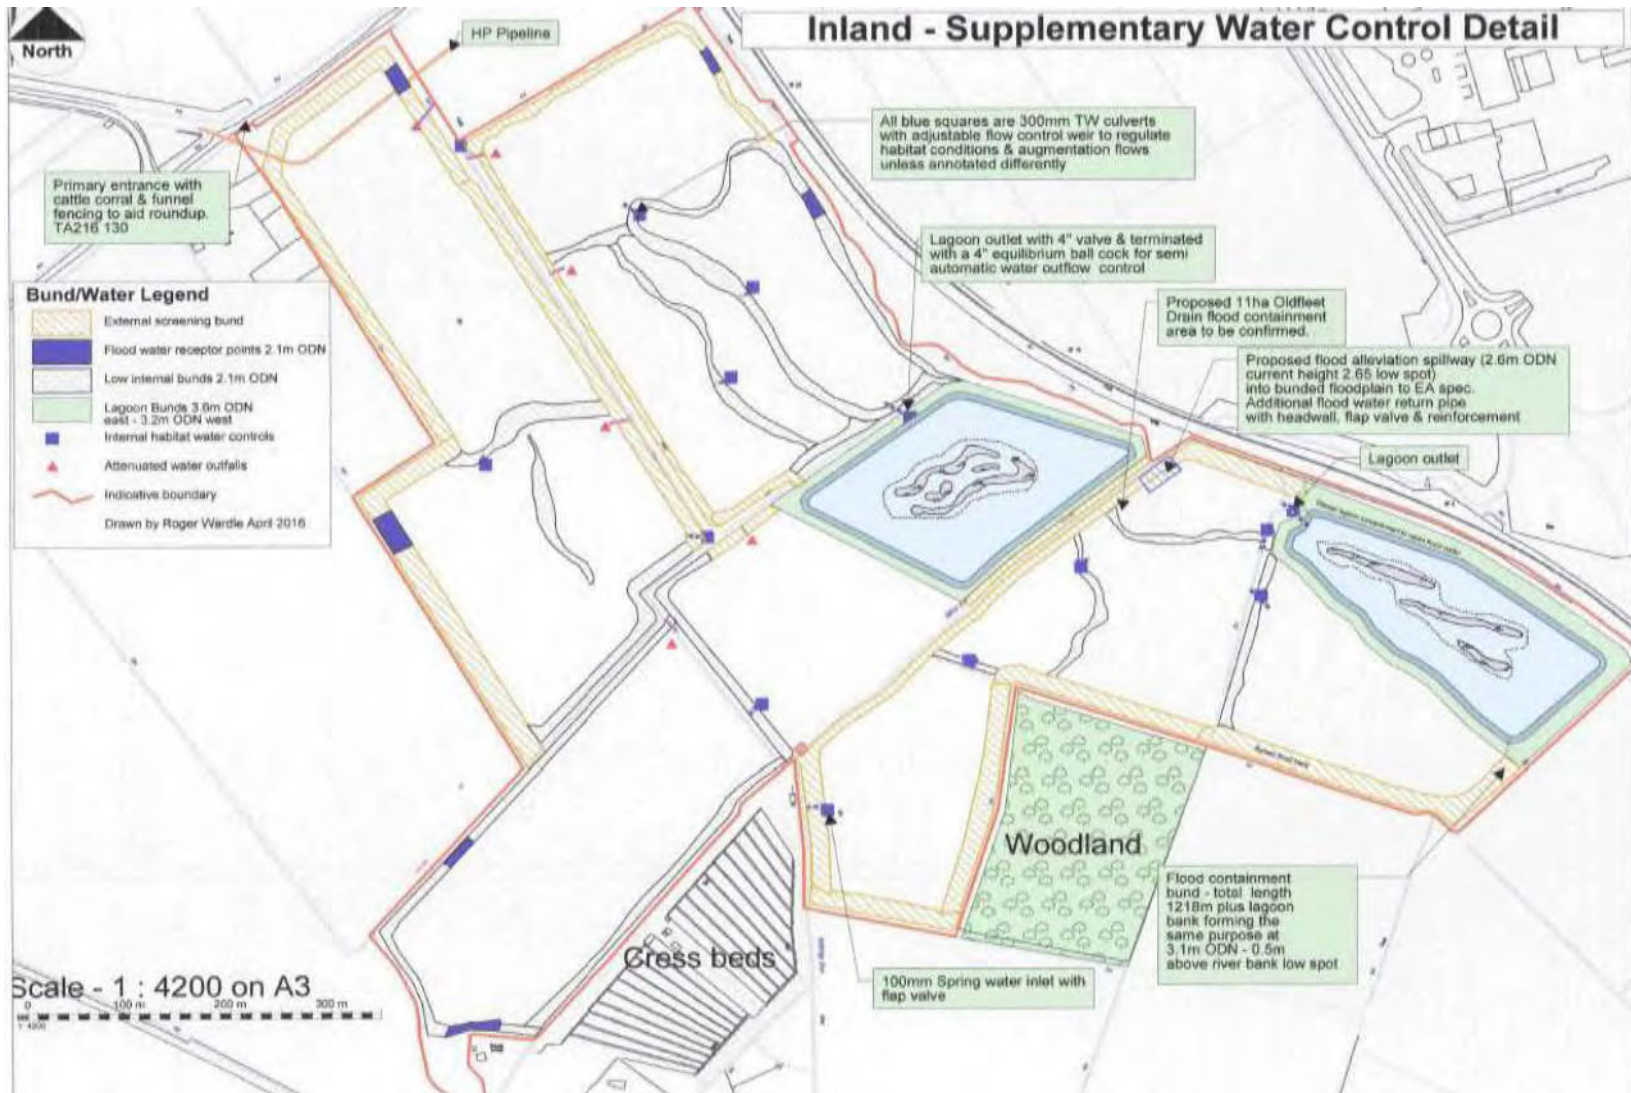 Inland - Supplementary Water Control Detail
North
HP Pipeline
All blue squares are 300mm TW culverts
with adjustable flow control weir to regulate
habitat conditions & augmentation flows
unless annotated differently
Primary entrance with
cattle corral & funnel
fencing to aid roundup.
TA216 130
Lagoon outlet with 4" valve & terminated
with a 4" equilibrium ball cock for semi
automatic water outflow control
Proposed 11ha Oldfleet
Drain flood containment
area to be confirmed.
Proposed flood alleviation spillway (2.6m ODN
current height 2.65 low spot)
into bunded floodplain to EA spec.
Additional flood water return pipe
with headwall, flap valve & reinforcement
Lagoon outlet
Bund/Water Legend
External screening bund
Flood water receptor points 2.1m ODN
Low internal bunds 2.1m ODN
Lagoon Bunds 3.6m ODN
east - 3.2m ODN west
Internal habitat water controls
Attenuated water outfalls
Indicative boundary
Drawn by Roger Wardle April 2016
Woodland
Flood containment
bund - total length
1218m plus lagoon
bank forming the
same purpose at
3.1m ODN - 0.5m
above river bank low spot
Cress beds
100mm Spring water inlet with
flap valve
Scale - 1 : 4200 on A3
0 100 m 200 m 300 m
1: 4200